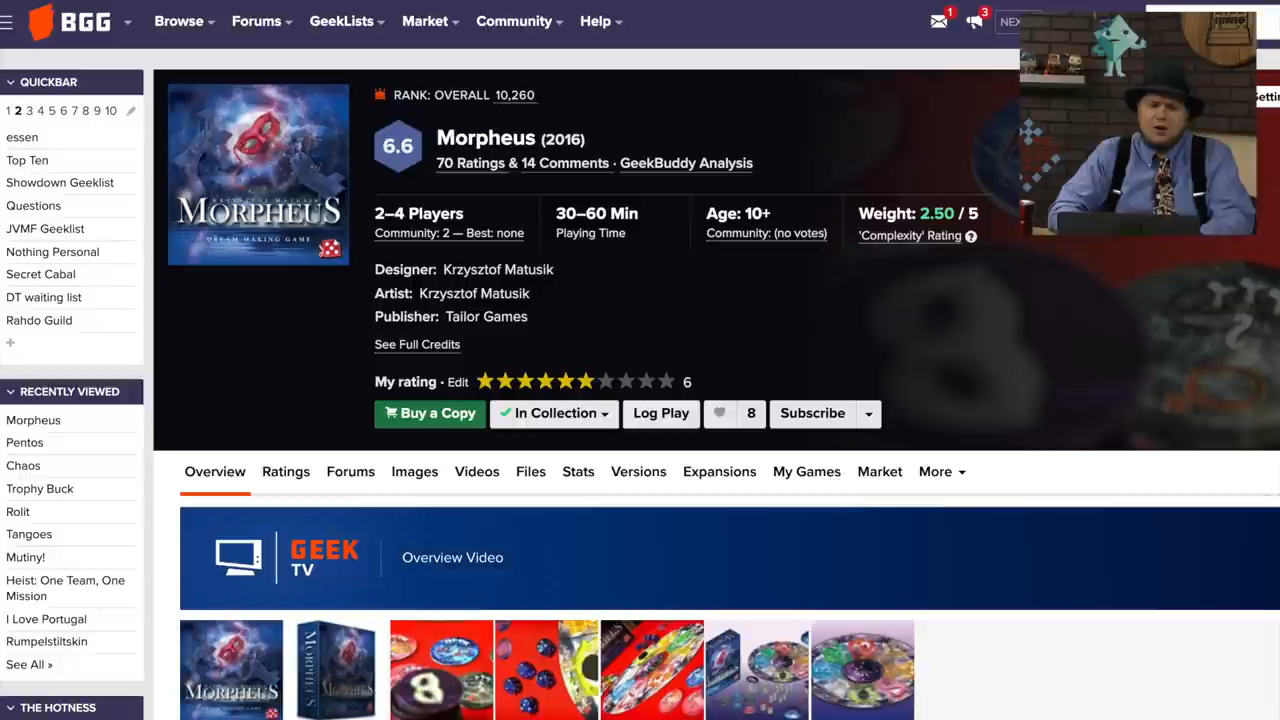 BGG
Browse
Forums
GeekLists
Market
Community
Help
1
3
NEX
Setti
QUICKBAR
1 2 3 4 5 6 7 8 9 10
essen
Top Ten
Showdown Geeklist
Questions
JVMF Geeklist
Nothing Personal
Secret Cabal
DT waiting list
Rahdo Guild
RECENTLY VIEWED
Morpheus
Pentos
Chaos
Trophy Buck
Rolit
Tangoes
Mutiny!
Heist: One Team, One
Mission
I Love Portugal
Rumpelstiltskin
See All »
THE HOTNESS
KRZYSZTOF MATUSIK
MORPHEUS
DREAM MAKING GAME
RANK: OVERALL 10,260
6.6
Morpheus (2016)
70 Ratings & 14 Comments · GeekBuddy Analysis
2–4 Players
Community: 2 — Best: none
30–60 Min
Playing Time
Age: 10+
Community: (no votes)
Weight: 2.50 / 5
'Complexity' Rating
Designer: Krzysztof Matusik
Artist: Krzysztof Matusik
Publisher: Tailor Games
See Full Credits
My rating · Edit 6
Buy a Copy
In Collection
Log Play
8
Subscribe
8
Overview
Ratings
Forums
Images
Videos
Files
Stats
Versions
Expansions
My Games
Market
More
GEEK
TV
Overview Video
MORPHEUS
MORPHEUS
8